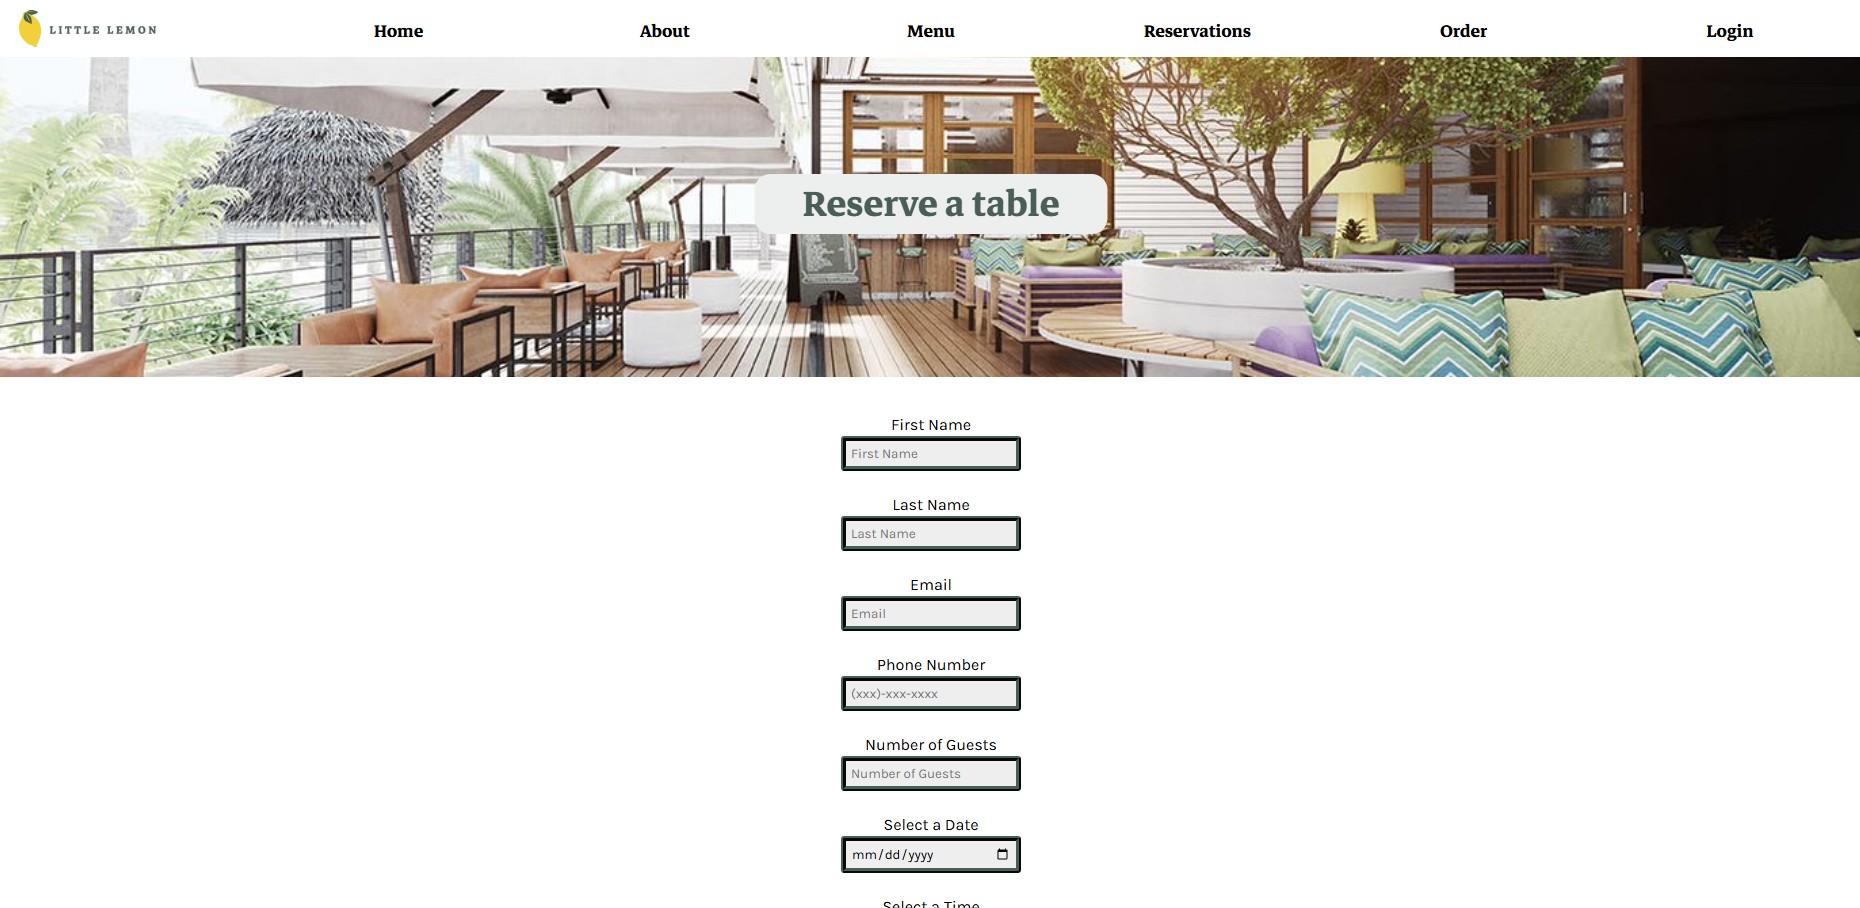 LITTLE LEMON
Home
About
Menu
Reservations
Order
Login
Reserve a table
First Name
First Name
Last Name
Last Name
Email
Email
Phone Number
(xxx)-xxx-xxxx
Number of Guests
Number of Guests
Select a Date
mm/dd/yyyy
Select a Time